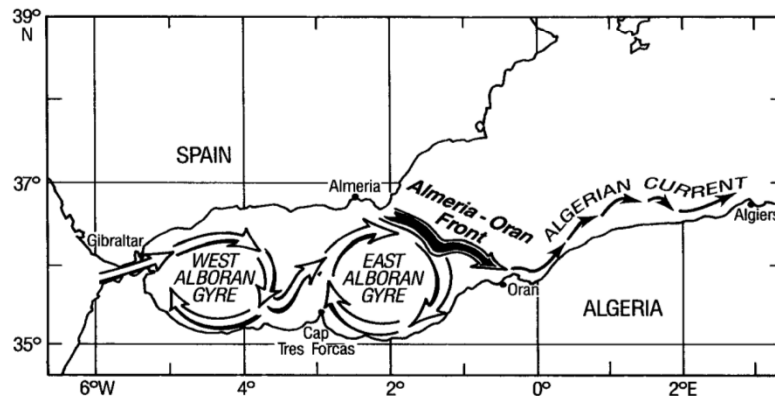 39°
N
SPAIN
37°
Almeria
Almeria - Oran
Front
ALGERIAN CURRENT
Algiers
Gibraltar
WEST
ALBORAN
GYRE
EAST
ALBORAN
GYRE
Oran
ALGERIA
Cap
Tres Forcas
35°
6°W
4°
2°
0°
2°E